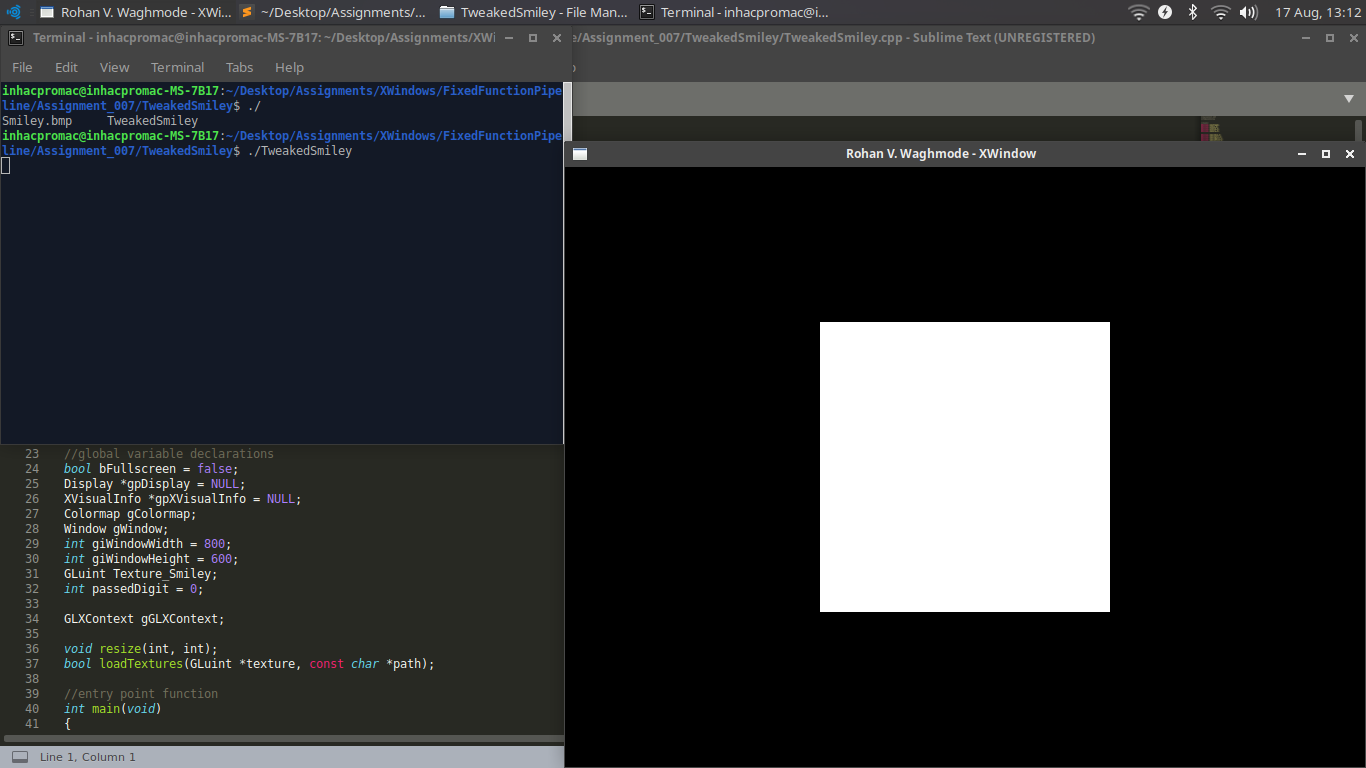 Rohan V. Waghmode - XWi...
~/Desktop/Assignments/...
TweakedSmiley - File Man...
Terminal - inhacpromac@i...
17 Aug, 13:12
Terminal - inhacpromac@inhacpromac-MS-7B17: ~/Desktop/Assignments/XWi
e/Assignment_007/TweakedSmiley/TweakedSmiley.cpp - Sublime Text (UNREGISTERED)
File Edit View Terminal Tabs Help
inhacpromac@inhacpromac-MS-7B17:~/Desktop/Assignments/XWindows/FixedFunctionPipe
line/Assignment_007/TweakedSmiley$ ./
Smiley.bmp     TweakedSmiley
inhacpromac@inhacpromac-MS-7B17:~/Desktop/Assignments/XWindows/FixedFunctionPipe
line/Assignment_007/TweakedSmiley$ ./TweakedSmiley
Rohan V. Waghmode - XWindow
23 //global variable declarations
24 bool bFullscreen = false;
25 Display *gpDisplay = NULL;
26 XVisualInfo *gpXVisualInfo = NULL;
27 Colormap gColormap;
28 Window gWindow;
29 int giWindowWidth = 800;
30 int giWindowHeight = 600;
31 GLuint Texture_Smiley;
32 int passedDigit = 0;
33
34 GLXContext gGLXContext;
35
36 void resize(int, int);
37 bool loadTextures(GLuint *texture, const char *path);
38
39 //entry point function
40 int main(void)
41 {
Line 1, Column 1